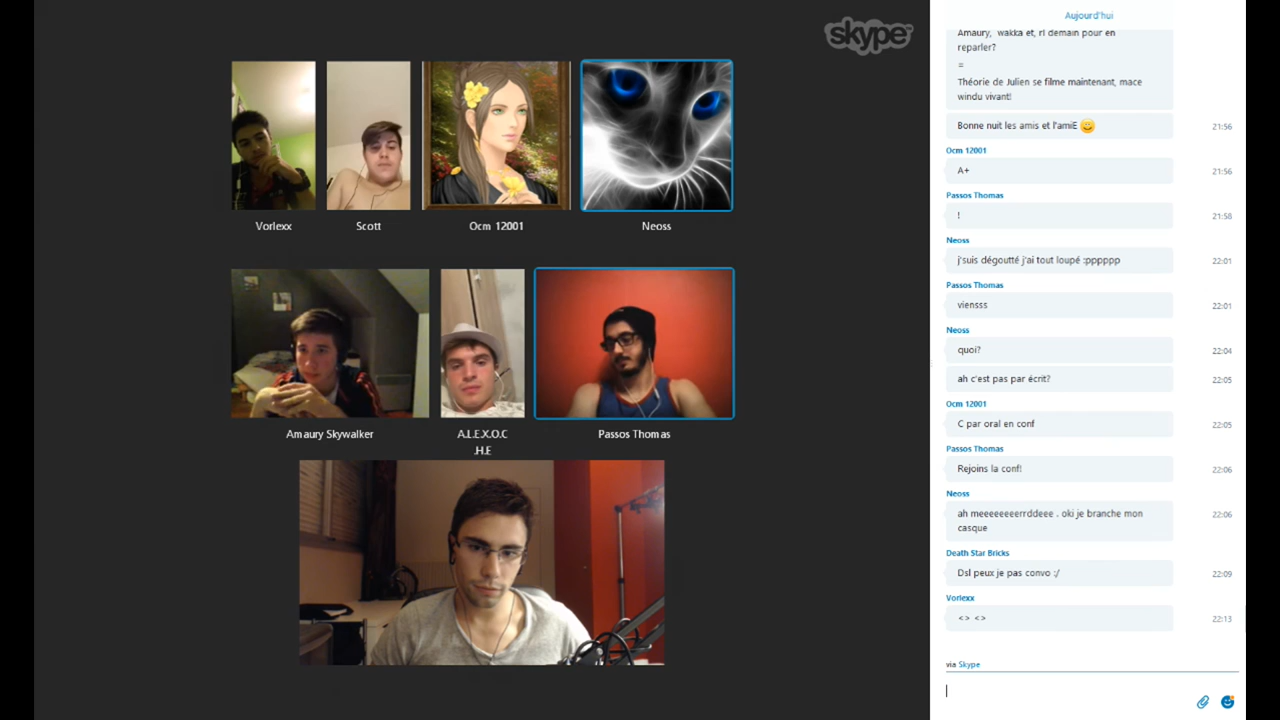 skype
Vorlexx
Scott
Ocm 12001
Neoss
Amaury Skywalker
A.L.E.X.O.C
.H.E
Passos Thomas
Aujourd'hui
Amaury,  wakka et, rl demain pour en
reparler?
=
Théorie de Julien se filme maintenant, mace
windu vivant!
Bonne nuit les amis et l'amiE
21:56
Ocm 12001
A+
21:56
Passos Thomas
!
21:58
Neoss
j'suis dégoutté j'ai tout loupé :pppppp
22:01
Passos Thomas
viensss
22:01
Neoss
quoi?
22:04
ah c'est pas par écrit?
22:05
Ocm 12001
C par oral en conf
22:05
Passos Thomas
Rejoins la conf!
22:06
Neoss
ah meeeeeeeerrddeee . oki je branche mon
casque
22:06
Death Star Bricks
Dsl peux je pas convo :/
22:09
Vorlexx
<> <>
22:13
via Skype